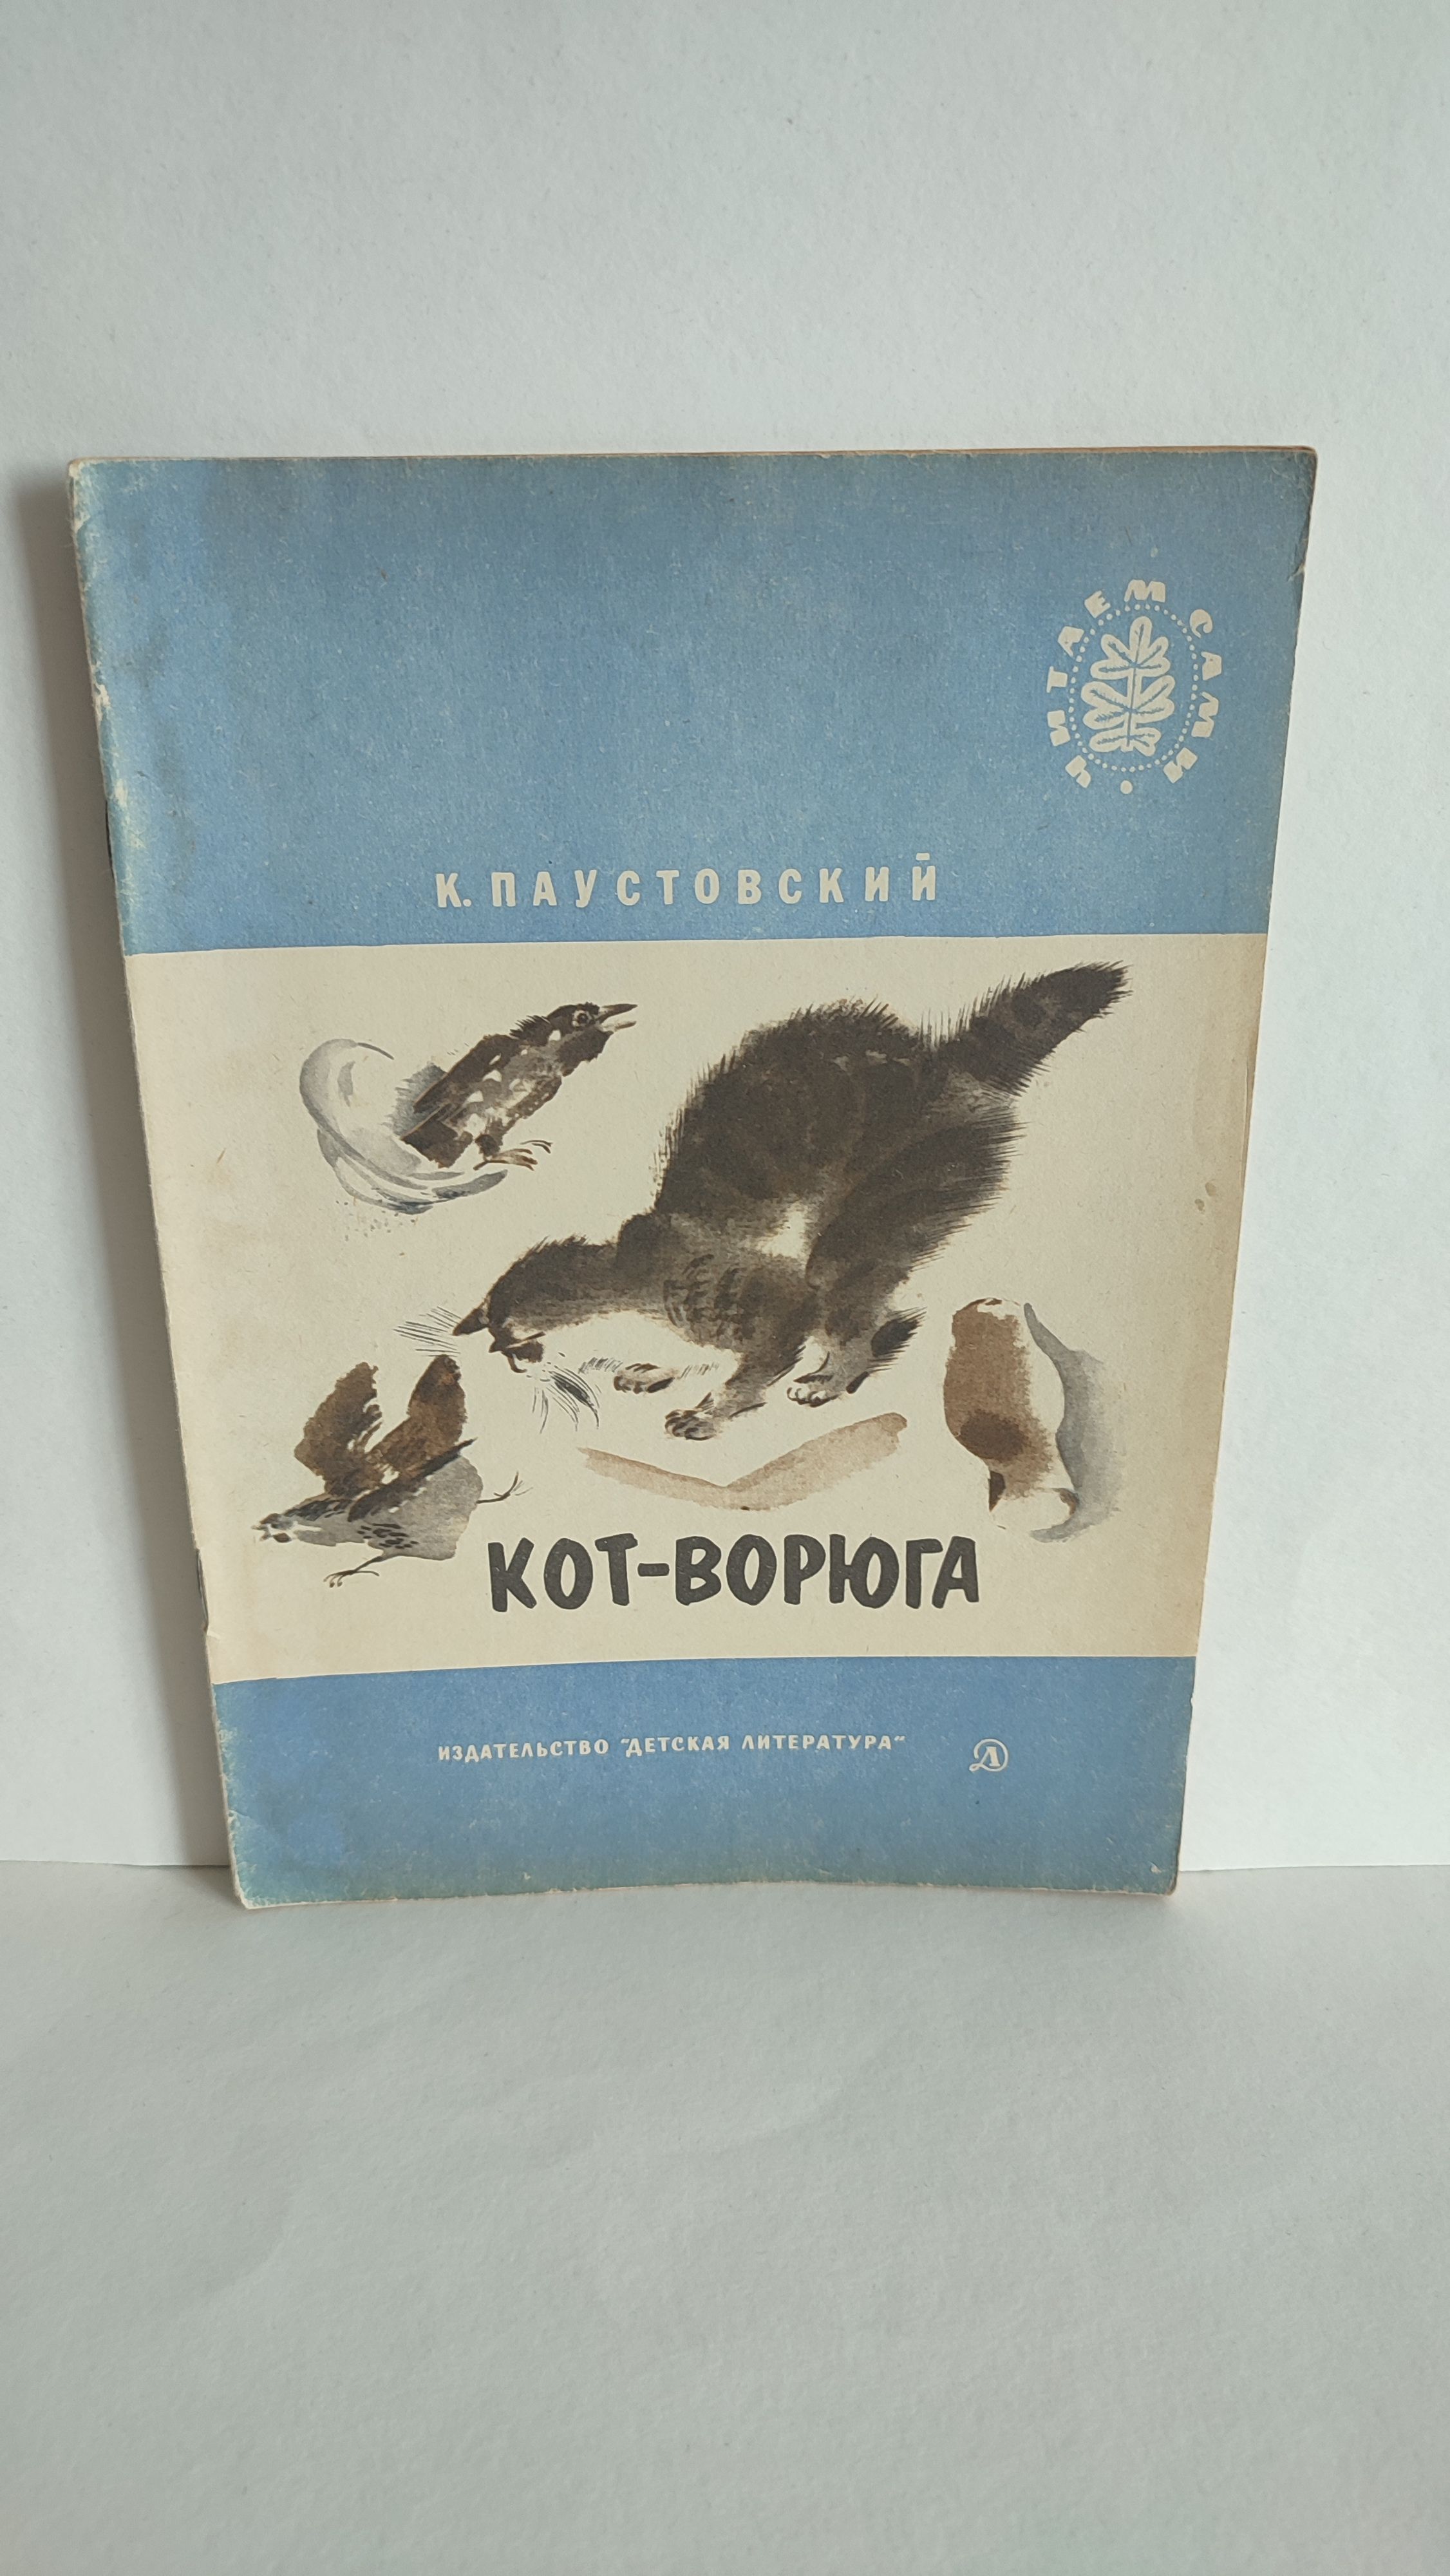 ЧИТАЕМ САМИ
К. ПАУСТОВСКИЙ
КОТ-ВОРЮГА
ИЗДАТЕЛЬСТВО "ДЕТСКАЯ ЛИТЕРАТУРА"